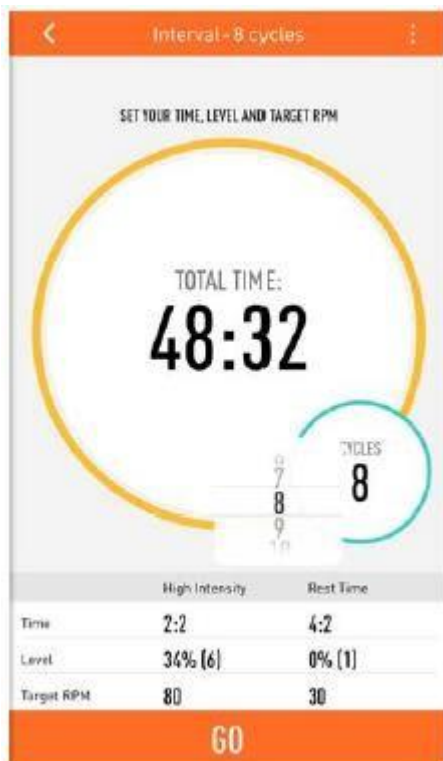 Interval-8 cycles
SET YOUR TIME, LEVEL AND TARGET RPM
TOTAL TIME:
48:32
CYCLES
8
7
8
9
10
High Intensity Rest Time
Time 2:2 4:2
Level 34% (6) 0% (1)
Target RPM 80 30
GO